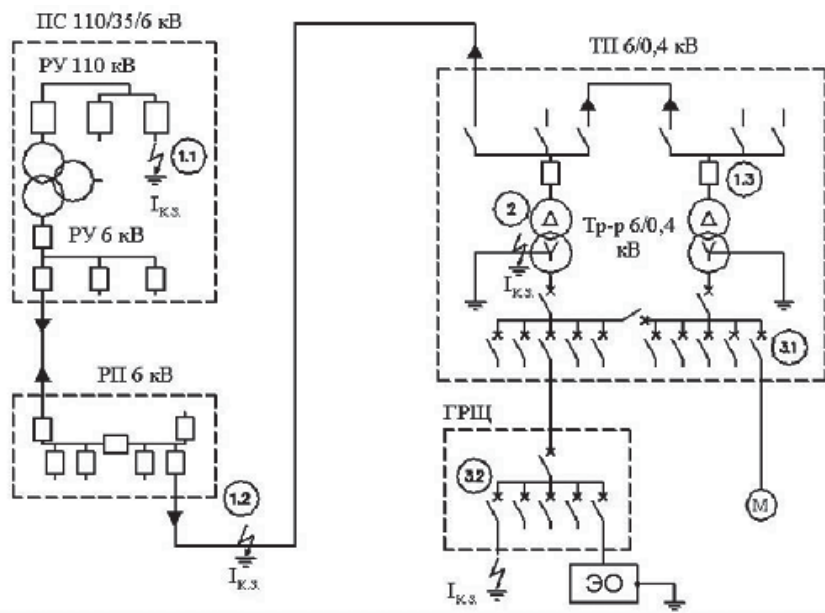 ПС 110/35/6 кВ
РУ 110 кВ
1.1
Iк.з.
РУ 6 кВ
РП 6 кВ
1.2
Iк.з.
ТП 6/0,4 кВ
1.3
2
Тр-р 6/0,4
кВ
Iк.з.
3.1
ГРЩ
3.2
М
Iк.з.
ЭО